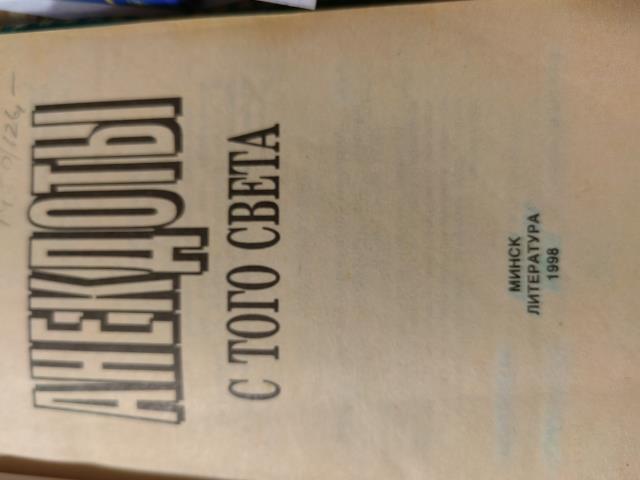 АНЕКДОТЫ
С ТОГО СВЕТА
МИНСК
ЛИТЕРАТУРА
1998